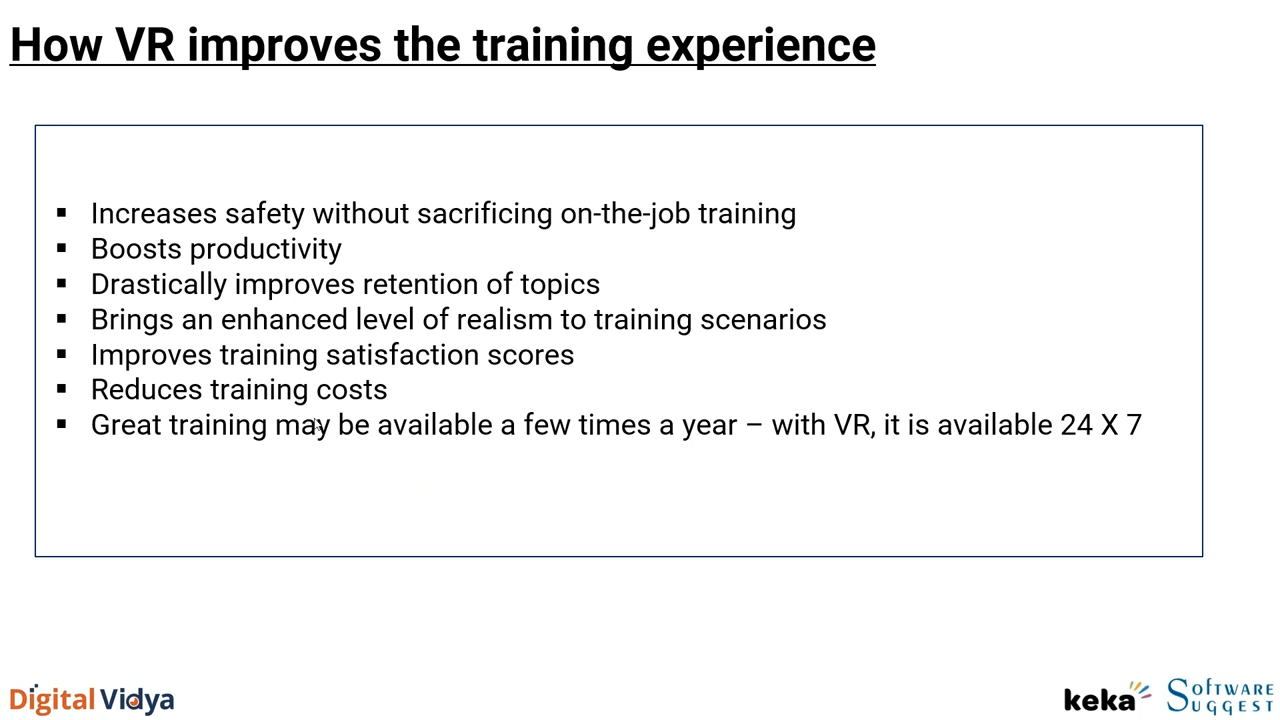 How VR improves the training experience
▪ Increases safety without sacrificing on-the-job training
▪ Boosts productivity
▪ Drastically improves retention of topics
▪ Brings an enhanced level of realism to training scenarios
▪ Improves training satisfaction scores
▪ Reduces training costs
▪ Great training may be available a few times a year – with VR, it is available 24 X 7
Digital Vidya
keka
SOFTWARE
SUGGEST